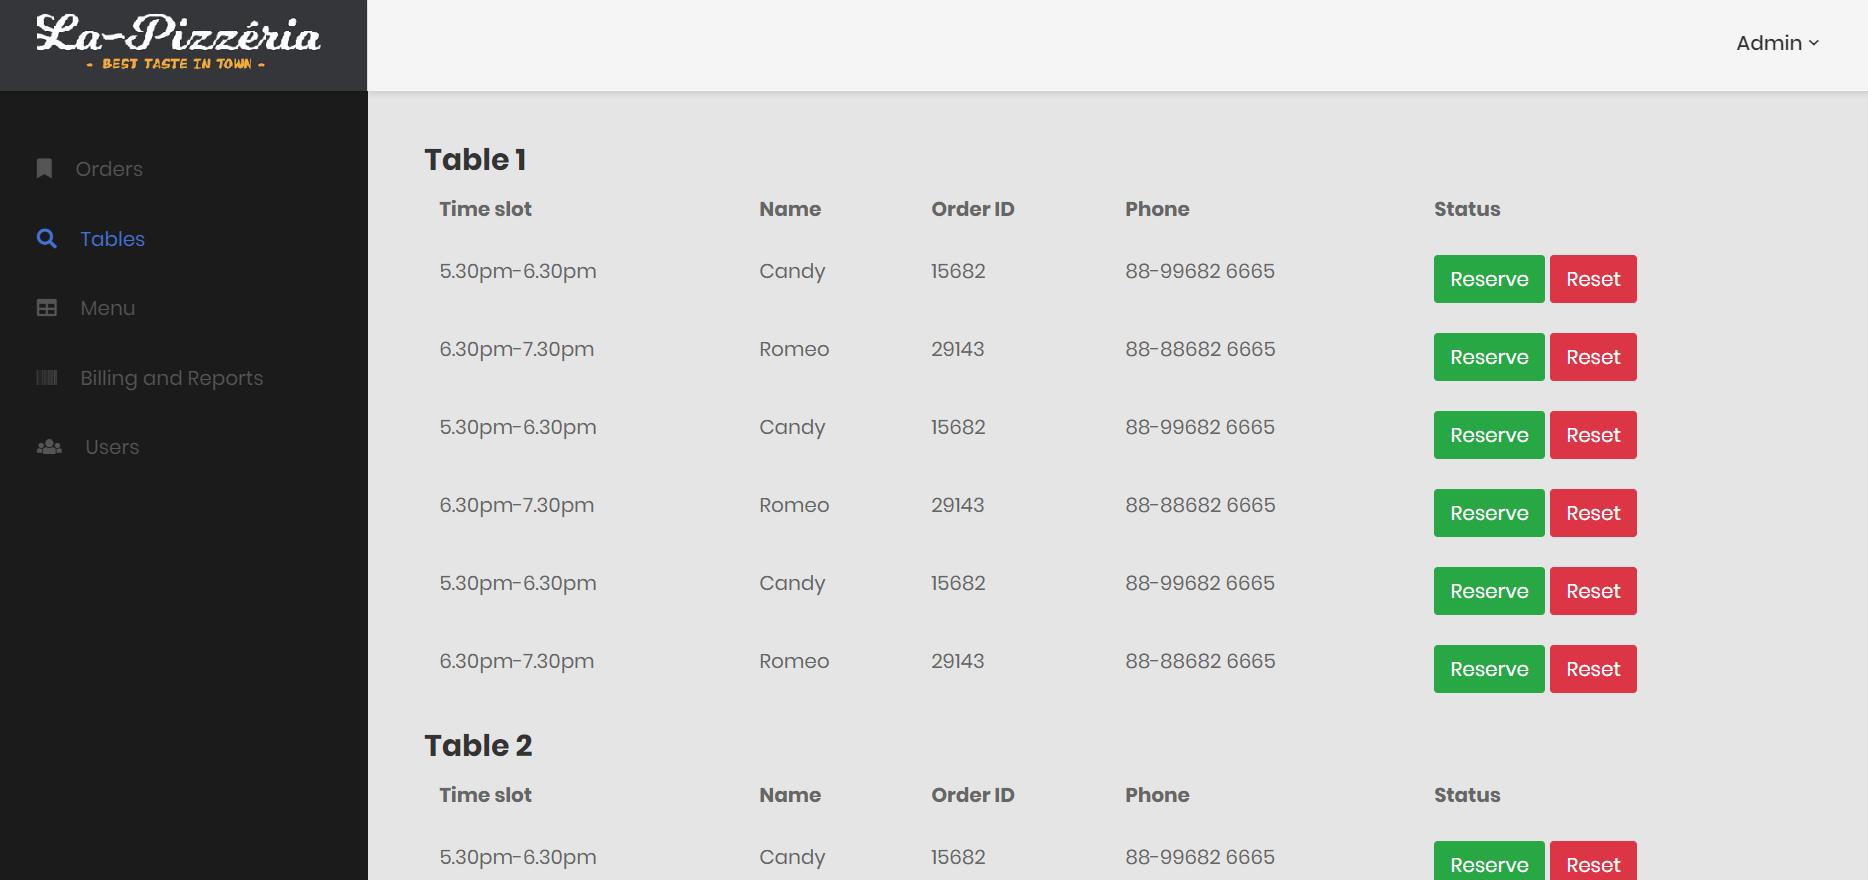 La-Pizzéria
- BEST TASTE IN TOWN -
Admin
Orders
Tables
Menu
Billing and Reports
Users
Table 1
Time slot Name Order ID Phone Status
5.30pm-6.30pm Candy 15682 88-99682 6665 Reserve Reset
6.30pm-7.30pm Romeo 29143 88-88682 6665 Reserve Reset
5.30pm-6.30pm Candy 15682 88-99682 6665 Reserve Reset
6.30pm-7.30pm Romeo 29143 88-88682 6665 Reserve Reset
5.30pm-6.30pm Candy 15682 88-99682 6665 Reserve Reset
6.30pm-7.30pm Romeo 29143 88-88682 6665 Reserve Reset
Table 2
Time slot Name Order ID Phone Status
5.30pm-6.30pm Candy 15682 88-99682 6665 Reserve Reset